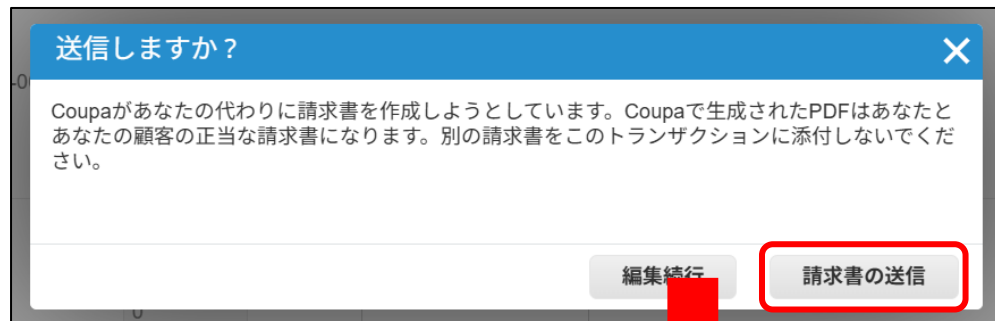 送信しますか？
Coupaがあなたの代わりに請求書を作成しようとしています。Coupaで生成されたPDFはあなたと
あなたの顧客の正当な請求書になります。別の請求書をこのトランザクションに添付しないでくだ
さい。
編集続行
請求書の送信